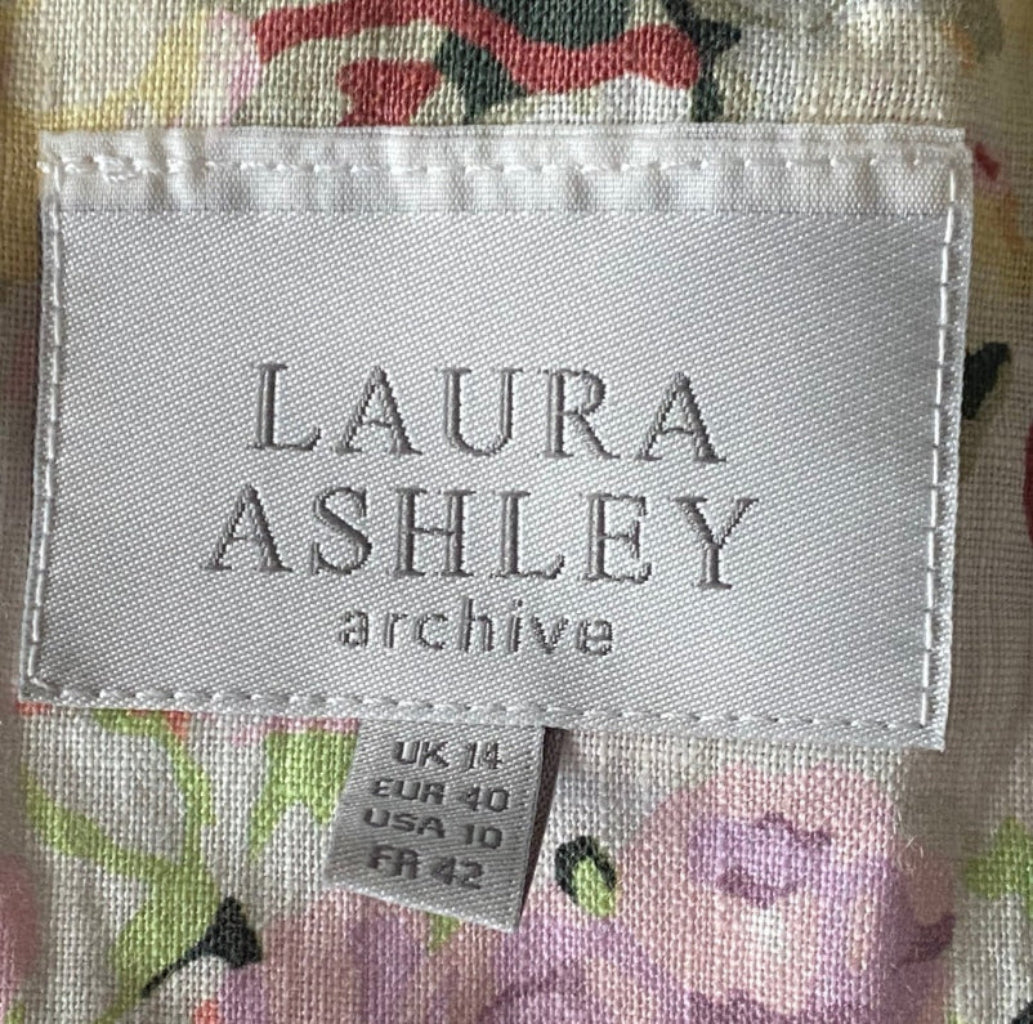 LAURA
ASHLEY
archive
UK 14
EUR 40
USA 10
FR 42